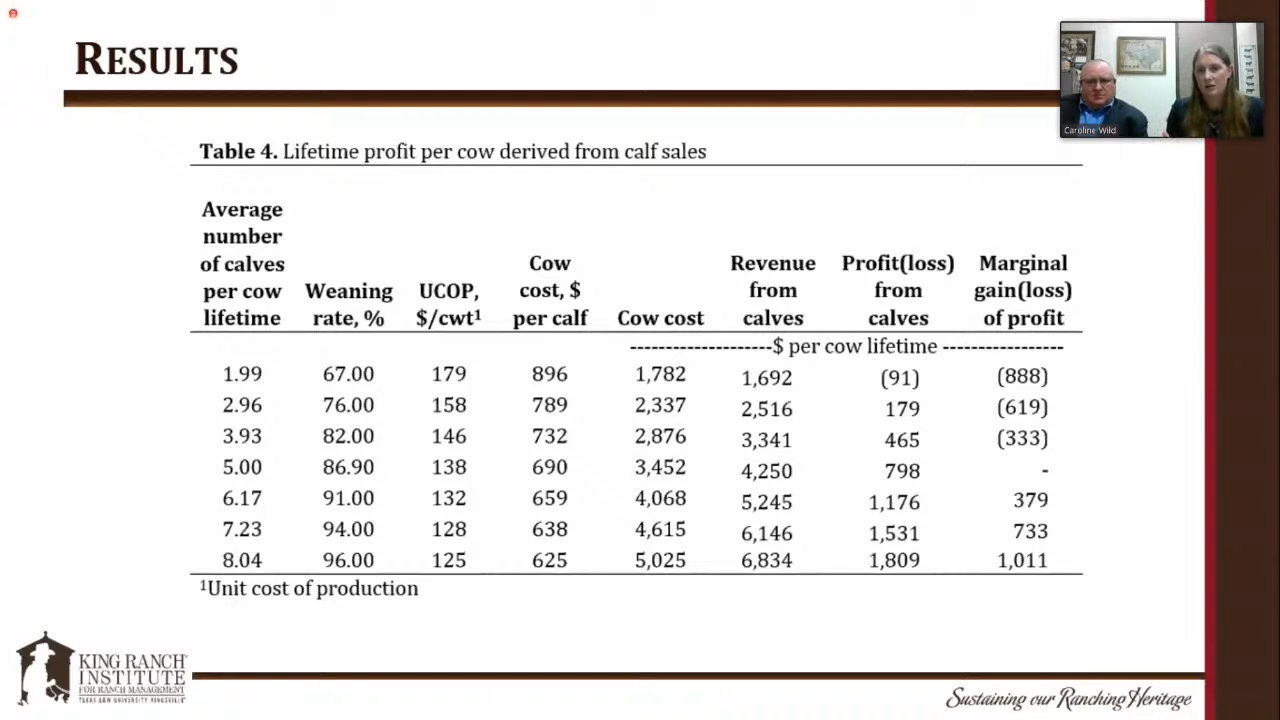 RESULTS
Caroline Wild
Table 4. Lifetime profit per cow derived from calf sales
Average number of calves per cow lifetime Weaning rate, % UCOP, $/cwt1 Cow cost, $ per calf Cow cost Revenue from calves Profit(loss) from calves Marginal gain(loss) of profit
--------------------$ per cow lifetime -----------------
1.99 67.00 179 896 1,782 1,692 (91) (888)
2.96 76.00 158 789 2,337 2,516 179 (619)
3.93 82.00 146 732 2,876 3,341 465 (333)
5.00 86.90 138 690 3,452 4,250 798 -
6.17 91.00 132 659 4,068 5,245 1,176 379
7.23 94.00 128 638 4,615 6,146 1,531 733
8.04 96.00 125 625 5,025 6,834 1,809 1,011
1Unit cost of production
KING RANCH
INSTITUTE
FOR RANCH MANAGEMENT
TEXAS A&M UNIVERSITY-KINGSVILLE
Sustaining our Ranching Heritage